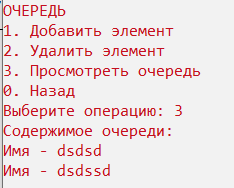 ОЧЕРЕДЬ
1. Добавить элемент
2. Удалить элемент
3. Просмотреть очередь
0. Назад
Выберите операцию: 3
Содержимое очереди:
Имя - dsdsd
Имя - dsdssd